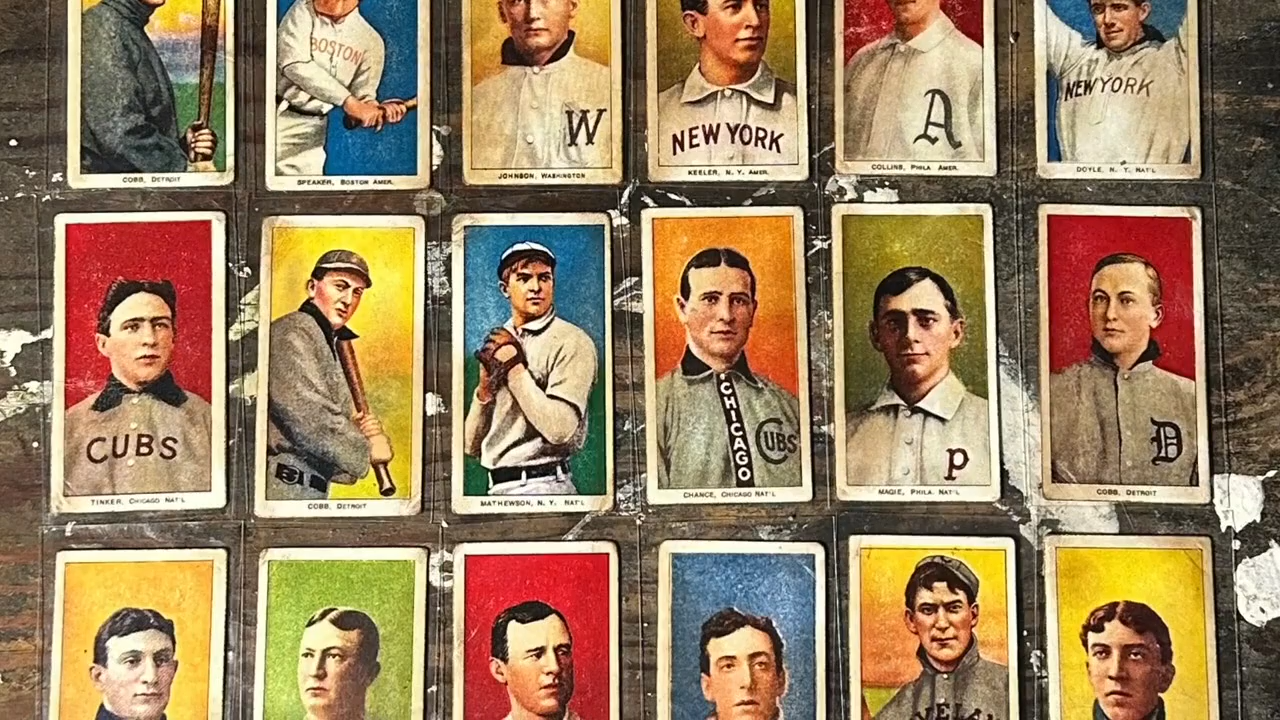 BOSTON
W
NEW YORK
A
NEW YORK
COBB, DETROIT
SPEAKER, BOSTON AMER.
JOHNSON, WASHINGTON
KEELER, N. Y. AMER.
COLLINS, PHILA. AMER.
DOYLE, N. Y. NAT'L
CUBS
CHICAGO
CUBS
P
D
TINKER, CHICAGO NAT'L
COBB, DETROIT
MATHEWSON, N. Y. NAT'L
CHANCE, CHICAGO NAT'L
MAGIE, PHILA. NAT'L
COBB, DETROIT